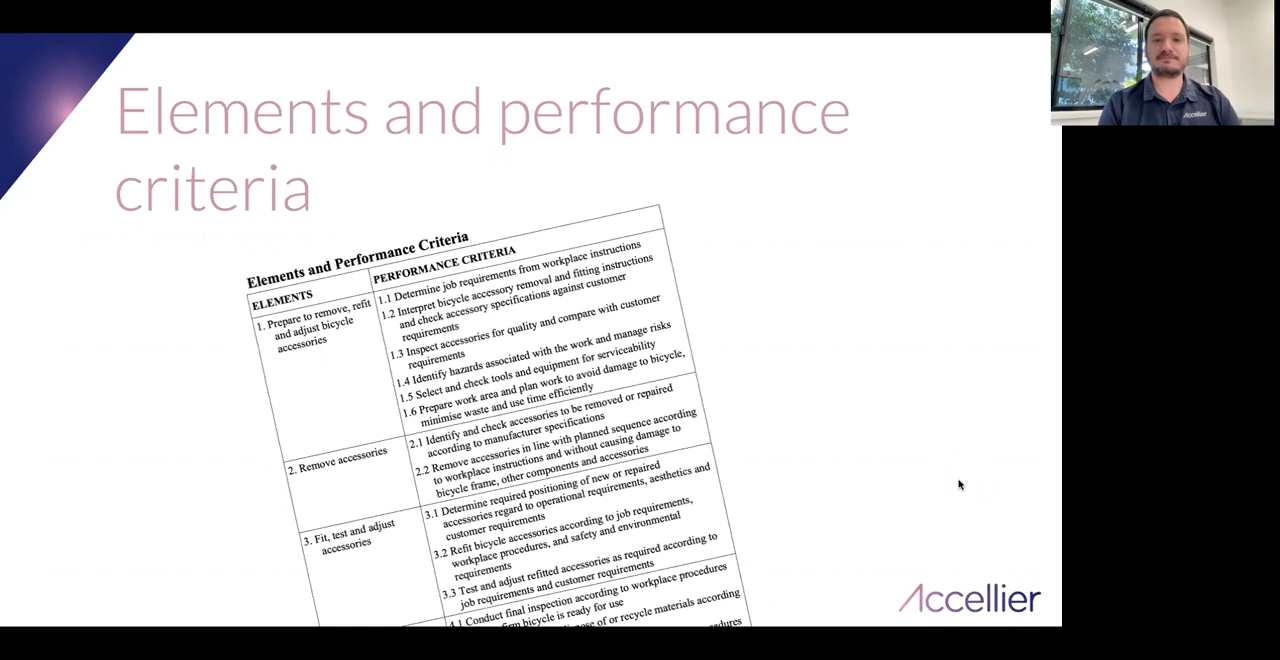 Elements and performance
criteria
Elements and Performance Criteria
ELEMENTS
PERFORMANCE CRITERIA
1. Prepare to remove, refit
and adjust bicycle
accessories
1.1 Determine job requirements from workplace instructions
1.2 Interpret bicycle accessory removal and fitting instructions
and check accessory specifications against customer
requirements
1.3 Inspect accessories for quality and compare with customer
requirements
1.4 Identify hazards associated with the work and manage risks
1.5 Select and check tools and equipment for serviceability
1.6 Prepare work area and plan work to avoid damage to bicycle,
minimise waste and use time efficiently
2. Remove accessories
2.1 Identify and check accessories to be removed or repaired
according to manufacturer specifications
2.2 Remove accessories in line with planned sequence according
to workplace instructions and without causing damage to
bicycle frame, other components and accessories
3. Fit, test and adjust
accessories
3.1 Determine required positioning of new or repaired
accessories regard to operational requirements, aesthetics and
customer requirements
3.2 Refit bicycle accessories according to job requirements,
workplace procedures, and safety and environmental
requirements
3.3 Test and adjust refitted accessories as required according to
job requirements and customer requirements
4.1 Conduct final inspection according to workplace procedures
bicycle is ready for use
of or recycle materials according
Accellier
Accellier